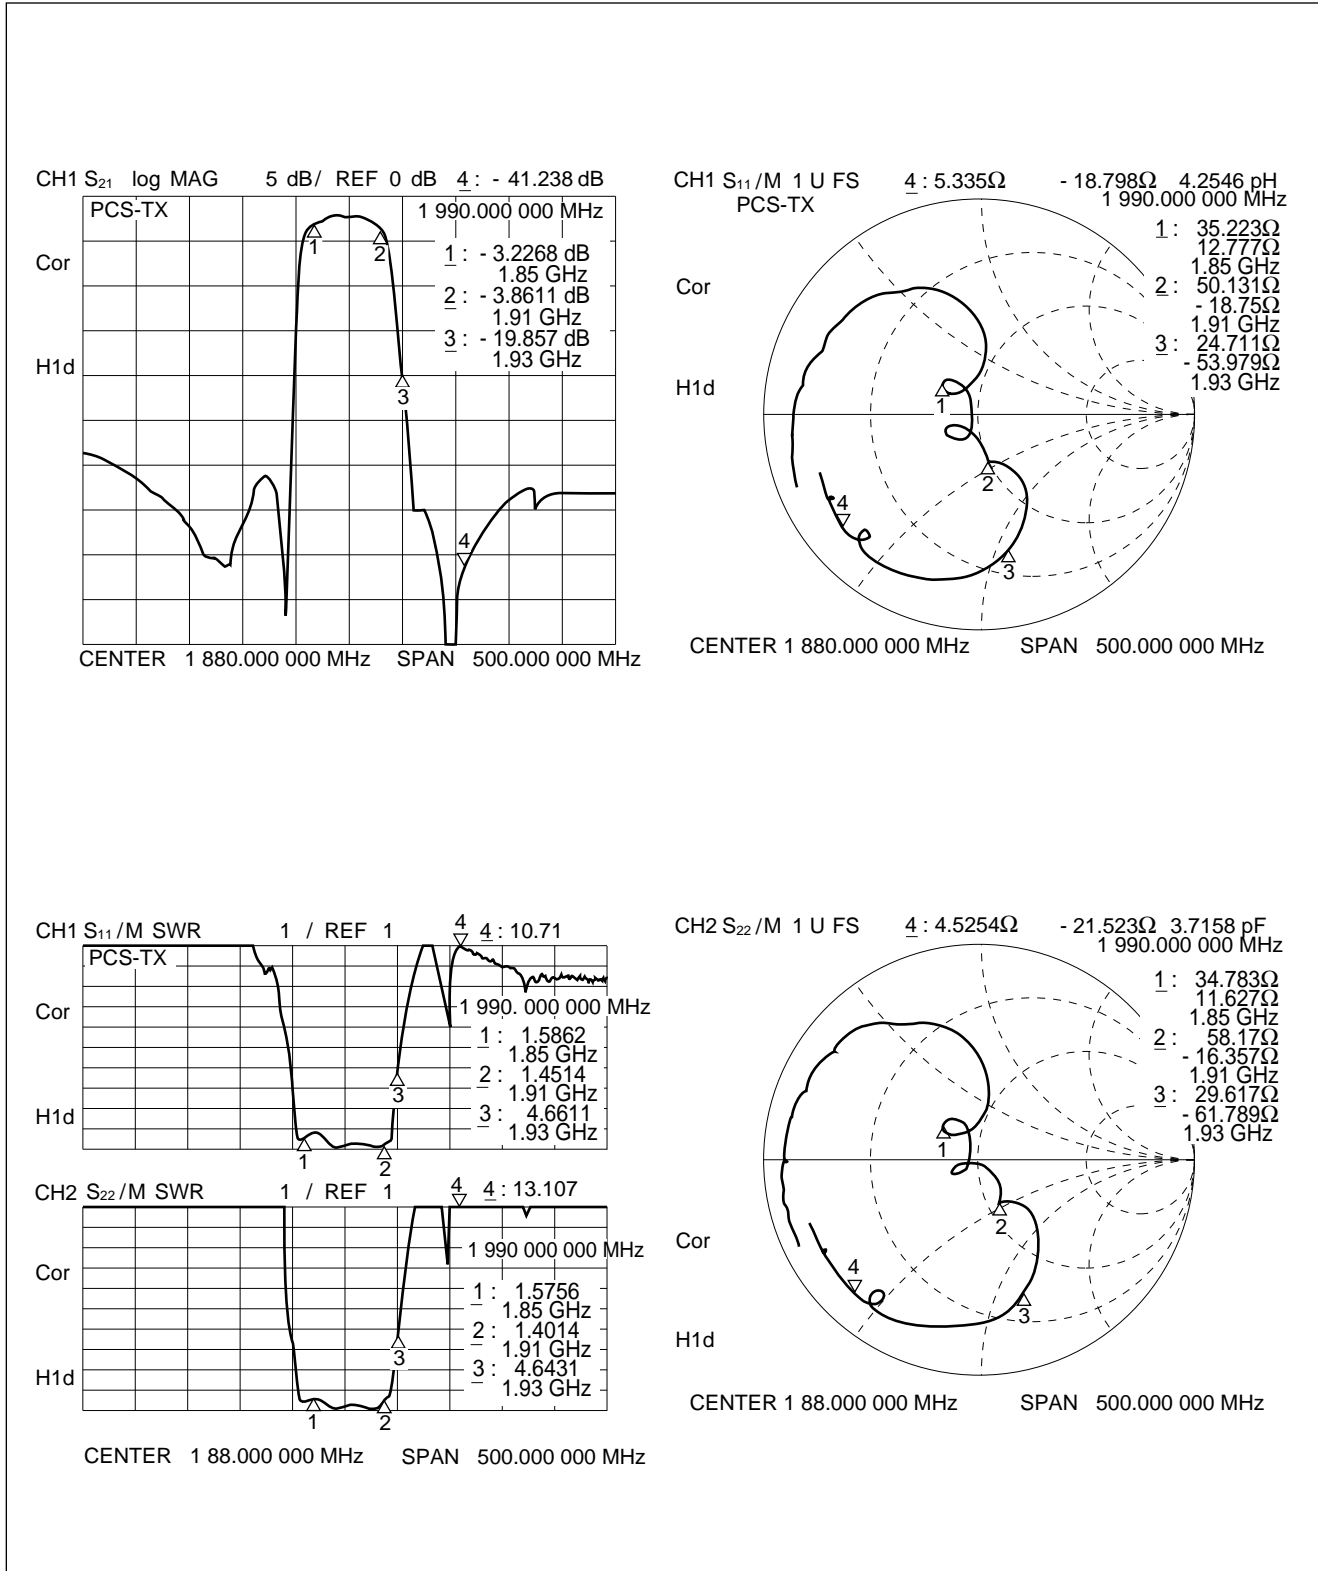 CH1 S21 log MAG 5 dB/ REF 0 dB 4: - 41.238 dB
PCS-TX
1 990.000 000 MHz
Cor
H1d
1: - 3.2268 dB
1.85 GHz
2: - 3.8611 dB
1.91 GHz
3: - 19.857 dB
1.93 GHz
1
2
3
4
CENTER 1 880.000 000 MHz SPAN 500.000 000 MHz
CH1 S11/M 1 U FS 4: 5.335Ω - 18.798Ω 4.2546 pH
PCS-TX
1 990.000 000 MHz
Cor
H1d
1: 35.223Ω
12.777Ω
1.85 GHz
2: 50.131Ω
- 18.75Ω
1.91 GHz
3: 24.711Ω
- 53.979Ω
1.93 GHz
1
2
4
3
CENTER 1 880.000 000 MHz SPAN 500.000 000 MHz
CH1 S11/M SWR 1 / REF 1 4: 10.71
4
PCS-TX
Cor
H1d
1 990. 000 000 MHz
1: 1.5862
1.85 GHz
2: 1.4514
1.91 GHz
3: 4.6611
1.93 GHz
3
1
2
CH2 S22/M SWR 1 / REF 1 4: 13.107
4
Cor
H1d
1 990 000 000 MHz
1: 1.5756
1.85 GHz
2: 1.4014
1.91 GHz
3: 4.6431
1.93 GHz
3
1
2
CENTER 1 88.000 000 MHz SPAN 500.000 000 MHz
CH2 S22/M 1 U FS 4: 4.5254Ω - 21.523Ω 3.7158 pF
1 990.000 000 MHz
1: 34.783Ω
11.627Ω
1.85 GHz
2: 58.17Ω
- 16.357Ω
1.91 GHz
3: 29.617Ω
- 61.789Ω
1.93 GHz
1
2
4
3
Cor
H1d
CENTER 1 88.000 000 MHz SPAN 500.000 000 MHz